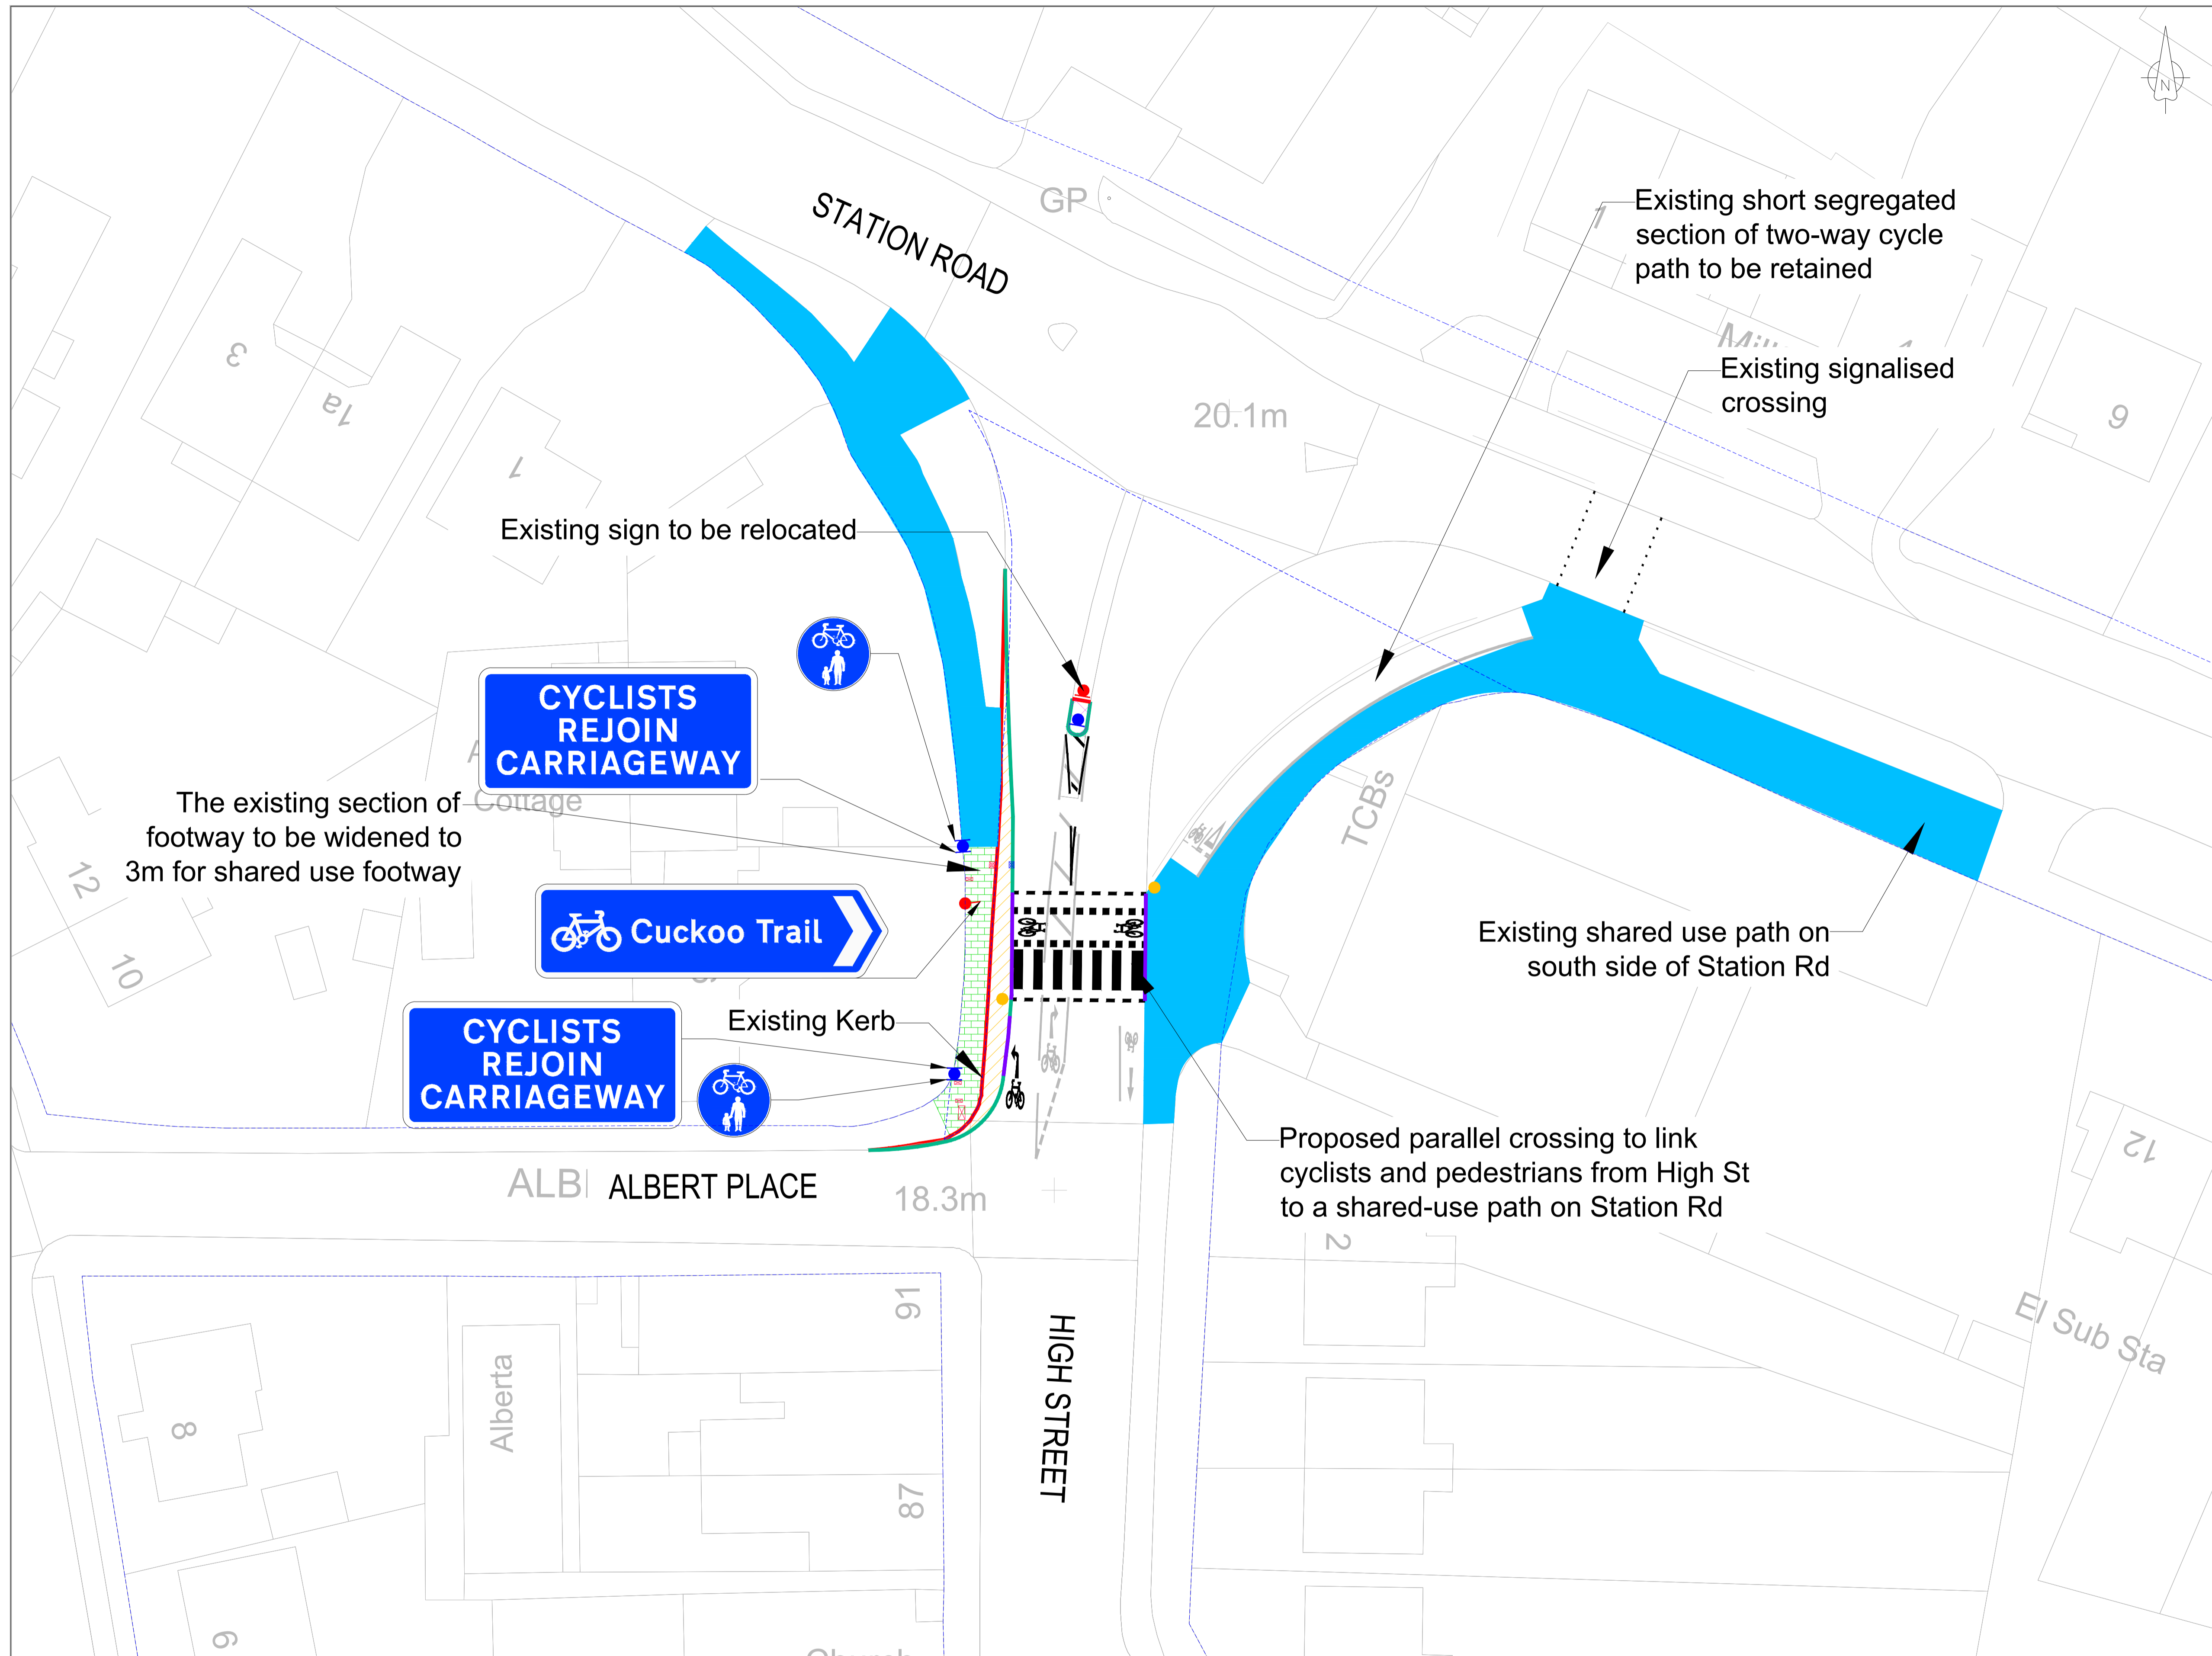 N
STATION ROAD
GP
Existing short segregated
section of two-way cycle
path to be retained
1
Existing signalised
crossing
3
1a
1
20.1m
9
Existing sign to be relocated
CYCLISTS
REJOIN
CARRIAGEWAY
Cottage
The existing section of
footway to be widened to
3m for shared use footway
TCBs
12
10
Cuckoo Trail
Existing shared use path on
south side of Station Rd
Existing Kerb
CYCLISTS
REJOIN
CARRIAGEWAY
Proposed parallel crossing to link
cyclists and pedestrians from High St
to a shared-use path on Station Rd
12
ALB
ALBERT PLACE
18.3m
2
91
HIGH STREET
El Sub Sta
Alberta
8
87